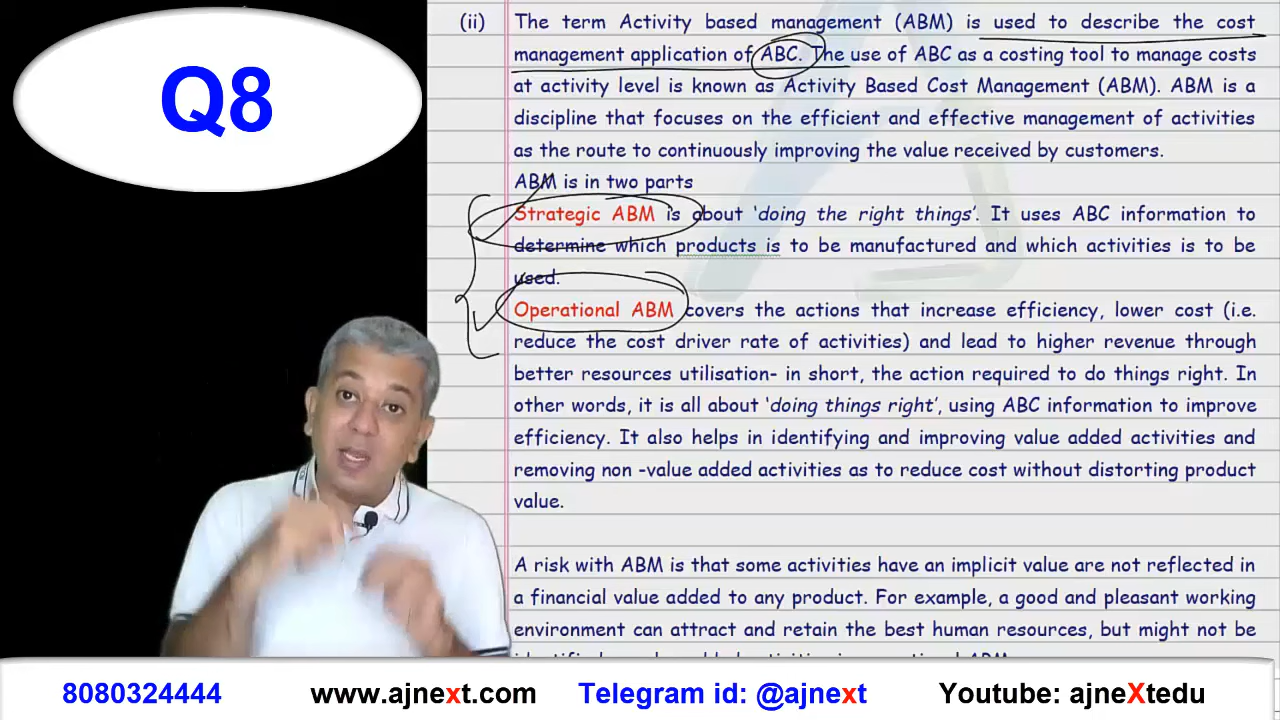 Q8
(ii) The term Activity based management (ABM) is used to describe the cost
management application of ABC. The use of ABC as a costing tool to manage costs
at activity level is known as Activity Based Cost Management (ABM). ABM is a
discipline that focuses on the efficient and effective management of activities
as the route to continuously improving the value received by customers.
ABM is in two parts
Strategic ABM is about ‘doing the right things’. It uses ABC information to
determine which products is to be manufactured and which activities is to be
used.
Operational ABM covers the actions that increase efficiency, lower cost (i.e.
reduce the cost driver rate of activities) and lead to higher revenue through
better resources utilisation- in short, the action required to do things right. In
other words, it is all about ‘doing things right’, using ABC information to improve
efficiency. It also helps in identifying and improving value added activities and
removing non -value added activities as to reduce cost without distorting product
value.
A risk with ABM is that some activities have an implicit value are not reflected in
a financial value added to any product. For example, a good and pleasant working
environment can attract and retain the best human resources, but might not be
8080324444 www.ajnext.com Telegram id: @ajnext Youtube: ajneXtedu